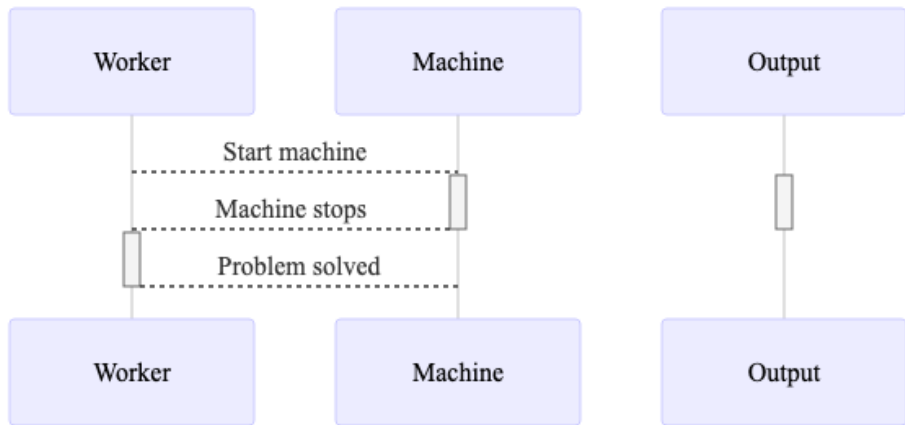 Worker
Machine
Output
Start machine
Machine stops
Problem solved
Worker
Machine
Output